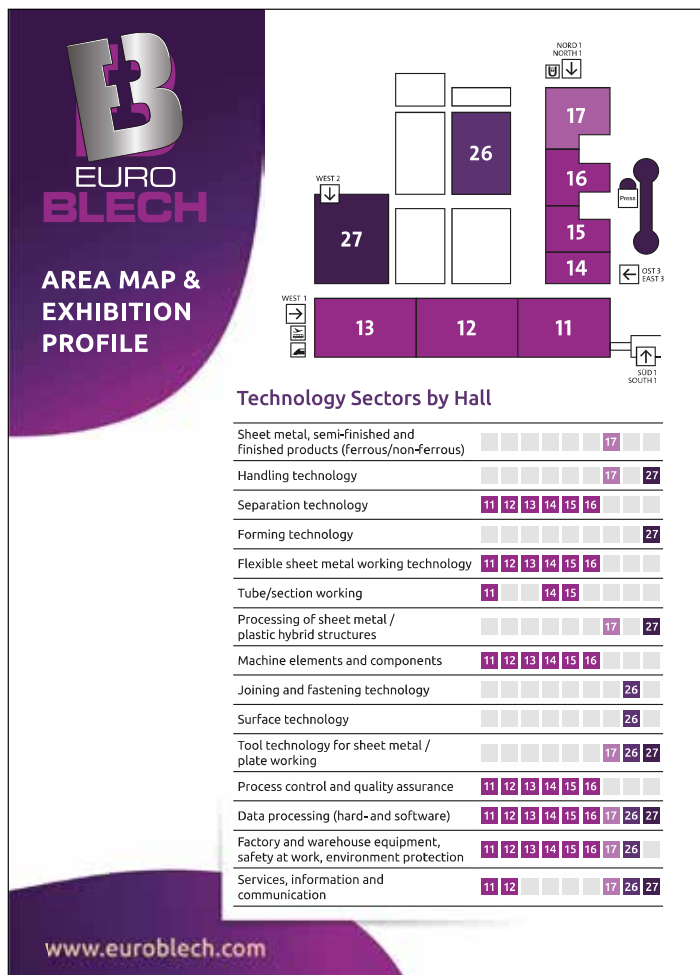 EURO
BLECH
AREA MAP &
EXHIBITION
PROFILE
NORD 1
NORTH 1
U
17
26
16
WEST 2
Press
27
15
14
OST 3
EAST 3
WEST 1
13
12
11
SÜD 1
SOUTH 1
Technology Sectors by Hall
Sheet metal, semi-finished and
finished products (ferrous/non-ferrous)
17
Handling technology 17 27
Separation technology 11 12 13 14 15 16
Forming technology 27
Flexible sheet metal working technology 11 12 13 14 15 16
Tube/section working 11 14 15
Processing of sheet metal /
plastic hybrid structures
17 27
Machine elements and components 11 12 13 14 15 16
Joining and fastening technology 26
Surface technology 26
Tool technology for sheet metal /
plate working
17 26 27
Process control and quality assurance 11 12 13 14 15 16
Data processing (hard- and software) 11 12 13 14 15 16 17 26 27
Factory and warehouse equipment,
safety at work, environment protection
11 12 13 14 15 16 17 26
Services, information and
communication
11 12 17 26 27
www.euroblech.com